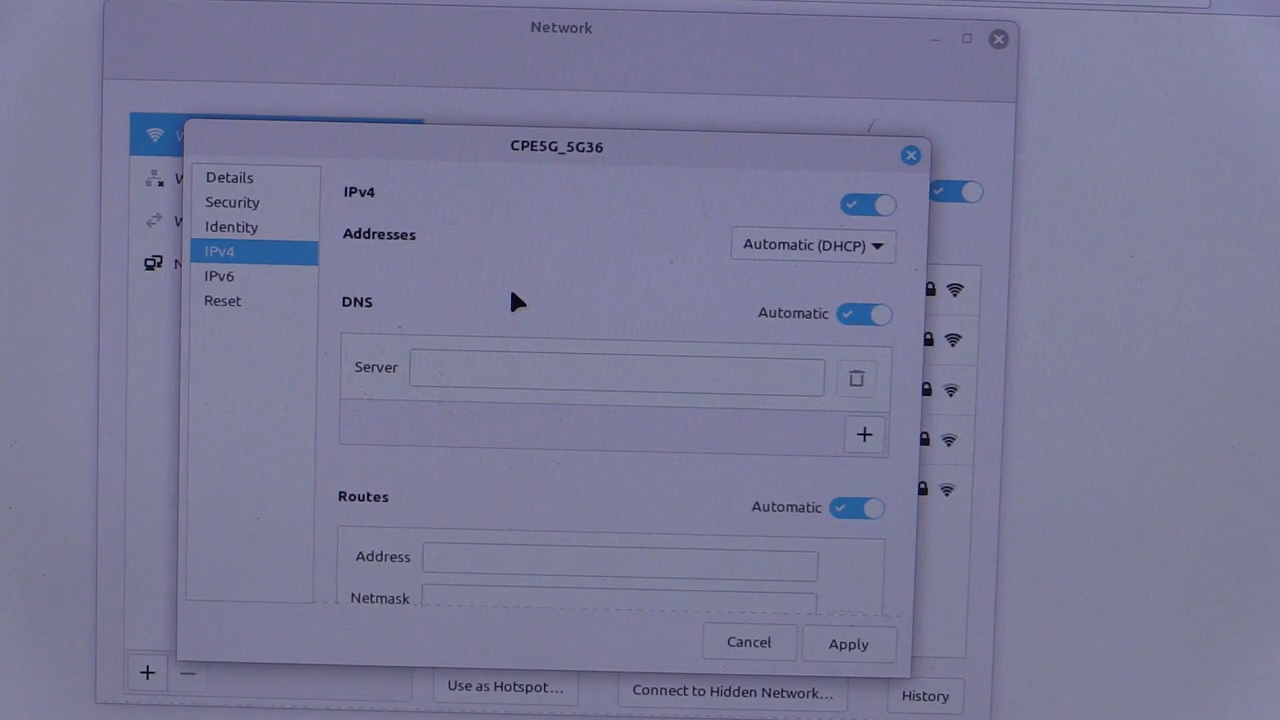 Network
CPE5G_5G36
Details
Security
Identity
IPv4
IPv6
Reset
IPv4
Addresses
Automatic (DHCP)
DNS
Automatic
Server
Routes
Automatic
Address
Netmask
Cancel
Apply
Use as Hotspot...
Connect to Hidden Network...
History